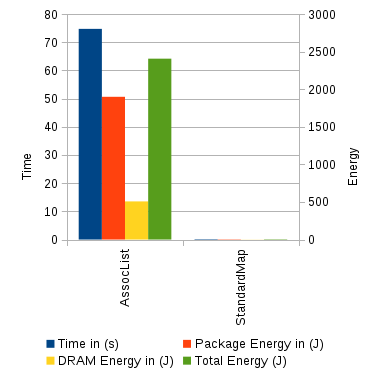 80
70
60
50
40
30
20
10
0
Time
3000
2500
2000
1500
1000
500
0
Energy
AssocList
StandardMap
Time in (s)
Package Energy in (J)
DRAM Energy in (J)
Total Energy (J)